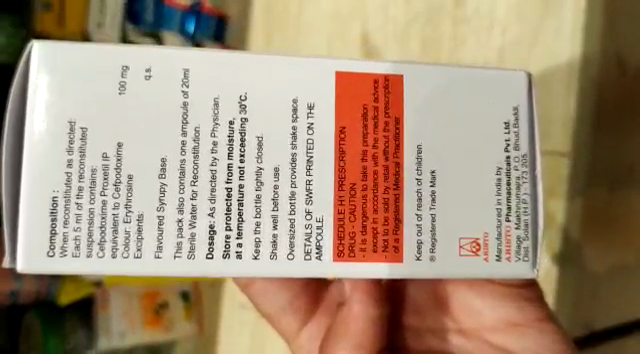 Composition :
When reconstituted as directed:
Each 5 ml of the reconstituted
suspension contains:
Cefpodoxime Proxetil IP
equivalent to Cefpodoxime 100 mg
Colour: Erythrosine
Excipients. q.s.
Flavoured Syrupy Base.
This pack also contains one ampoule of 20ml
Sterile Water for Reconstitution.
Dosage: As directed by the Physician.
Store protected from moisture,
at a temperature not exceeding 30°C.
Keep the bottle tightly closed.
Shake well before use.
Oversized bottle provides shake space.
DETAILS OF SWFR PRINTED ON THE
AMPOULE.
SCHEDULE H1 PRESCRIPTION
DRUG - CAUTION
- It is dangerous to take this preparation
except in accordance with the medical advice.
- Not to be sold by retail without the prescription
of a Registered Medical Practitioner
Keep out of reach of children.
® Registered Trade Mark
ARISTO
Manufactured in India by
ARISTO Pharmaceuticals Pvt. Ltd.
Village Makhnumajra, P. O. Bhud, Baddi,
Dist. Solan (H.P.) 173 205